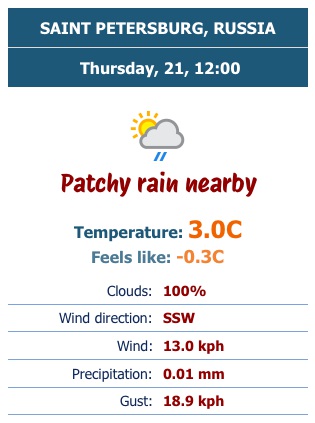 SAINT PETERSBURG, RUSSIA
Thursday, 21, 12:00
Patchy rain nearby
Temperature: 3.0C
Feels like: -0.3C
Clouds: 100%
Wind direction: SSW
Wind: 13.0 kph
Precipitation: 0.01 mm
Gust: 18.9 kph